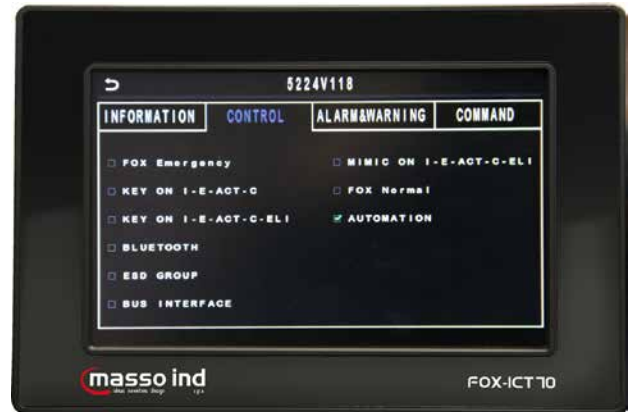 5224V118
INFORMATION CONTROL ALARM&WARNING COMMAND
FOX Emergency MIMIC ON I-E-ACT-C-ELI
KEY ON I-E-ACT-C FOX Normal
KEY ON I-E-ACT-C-ELI AUTOMATION
BLUETOOTH
ESD GROUP
BUS INTERFACE
masso ind FOX-ICT70